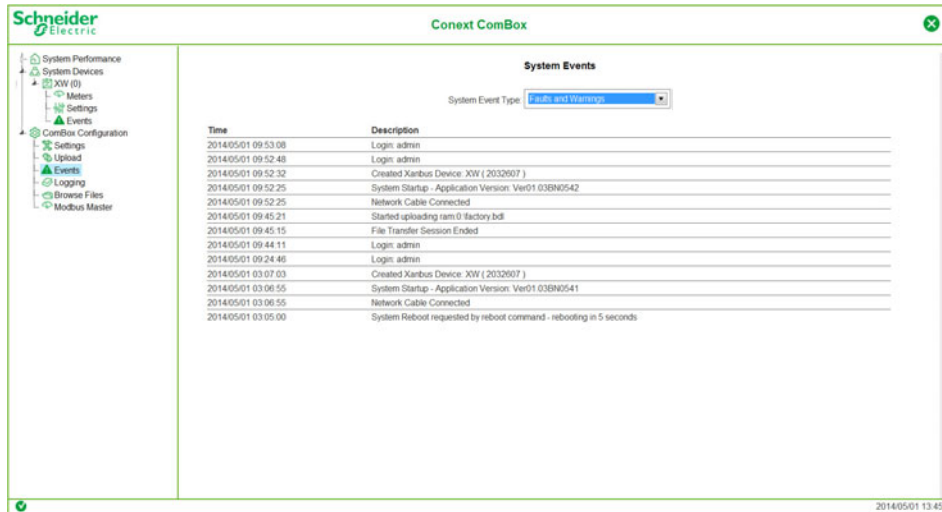 Schneider
Electric
Conext ComBox
System Performance
System Devices
XW (0)
Meters
Settings
Events
ComBox Configuration
Settings
Upload
Events
Logging
Browse Files
Modbus Master
System Events
System Event Type: Faults and Warnings
Time Description
2014/05/01 09:53:08 Login: admin
2014/05/01 09:52:48 Login: admin
2014/05/01 09:52:32 Created Xanbus Device: XW ( 2032607 )
2014/05/01 09:52:25 System Startup - Application Version: Ver01.03BN0542
2014/05/01 09:52:25 Network Cable Connected
2014/05/01 09:45:21 Started uploading ram:0:\factory.bdl
2014/05/01 09:45:15 File Transfer Session Ended
2014/05/01 09:44:11 Login: admin
2014/05/01 09:24:46 Login: admin
2014/05/01 03:07:03 Created Xanbus Device: XW ( 2032607 )
2014/05/01 03:06:55 System Startup - Application Version: Ver01.03BN0541
2014/05/01 03:06:55 Network Cable Connected
2014/05/01 03:05:00 System Reboot requested by reboot command - rebooting in 5 seconds
2014/05/01 13:45